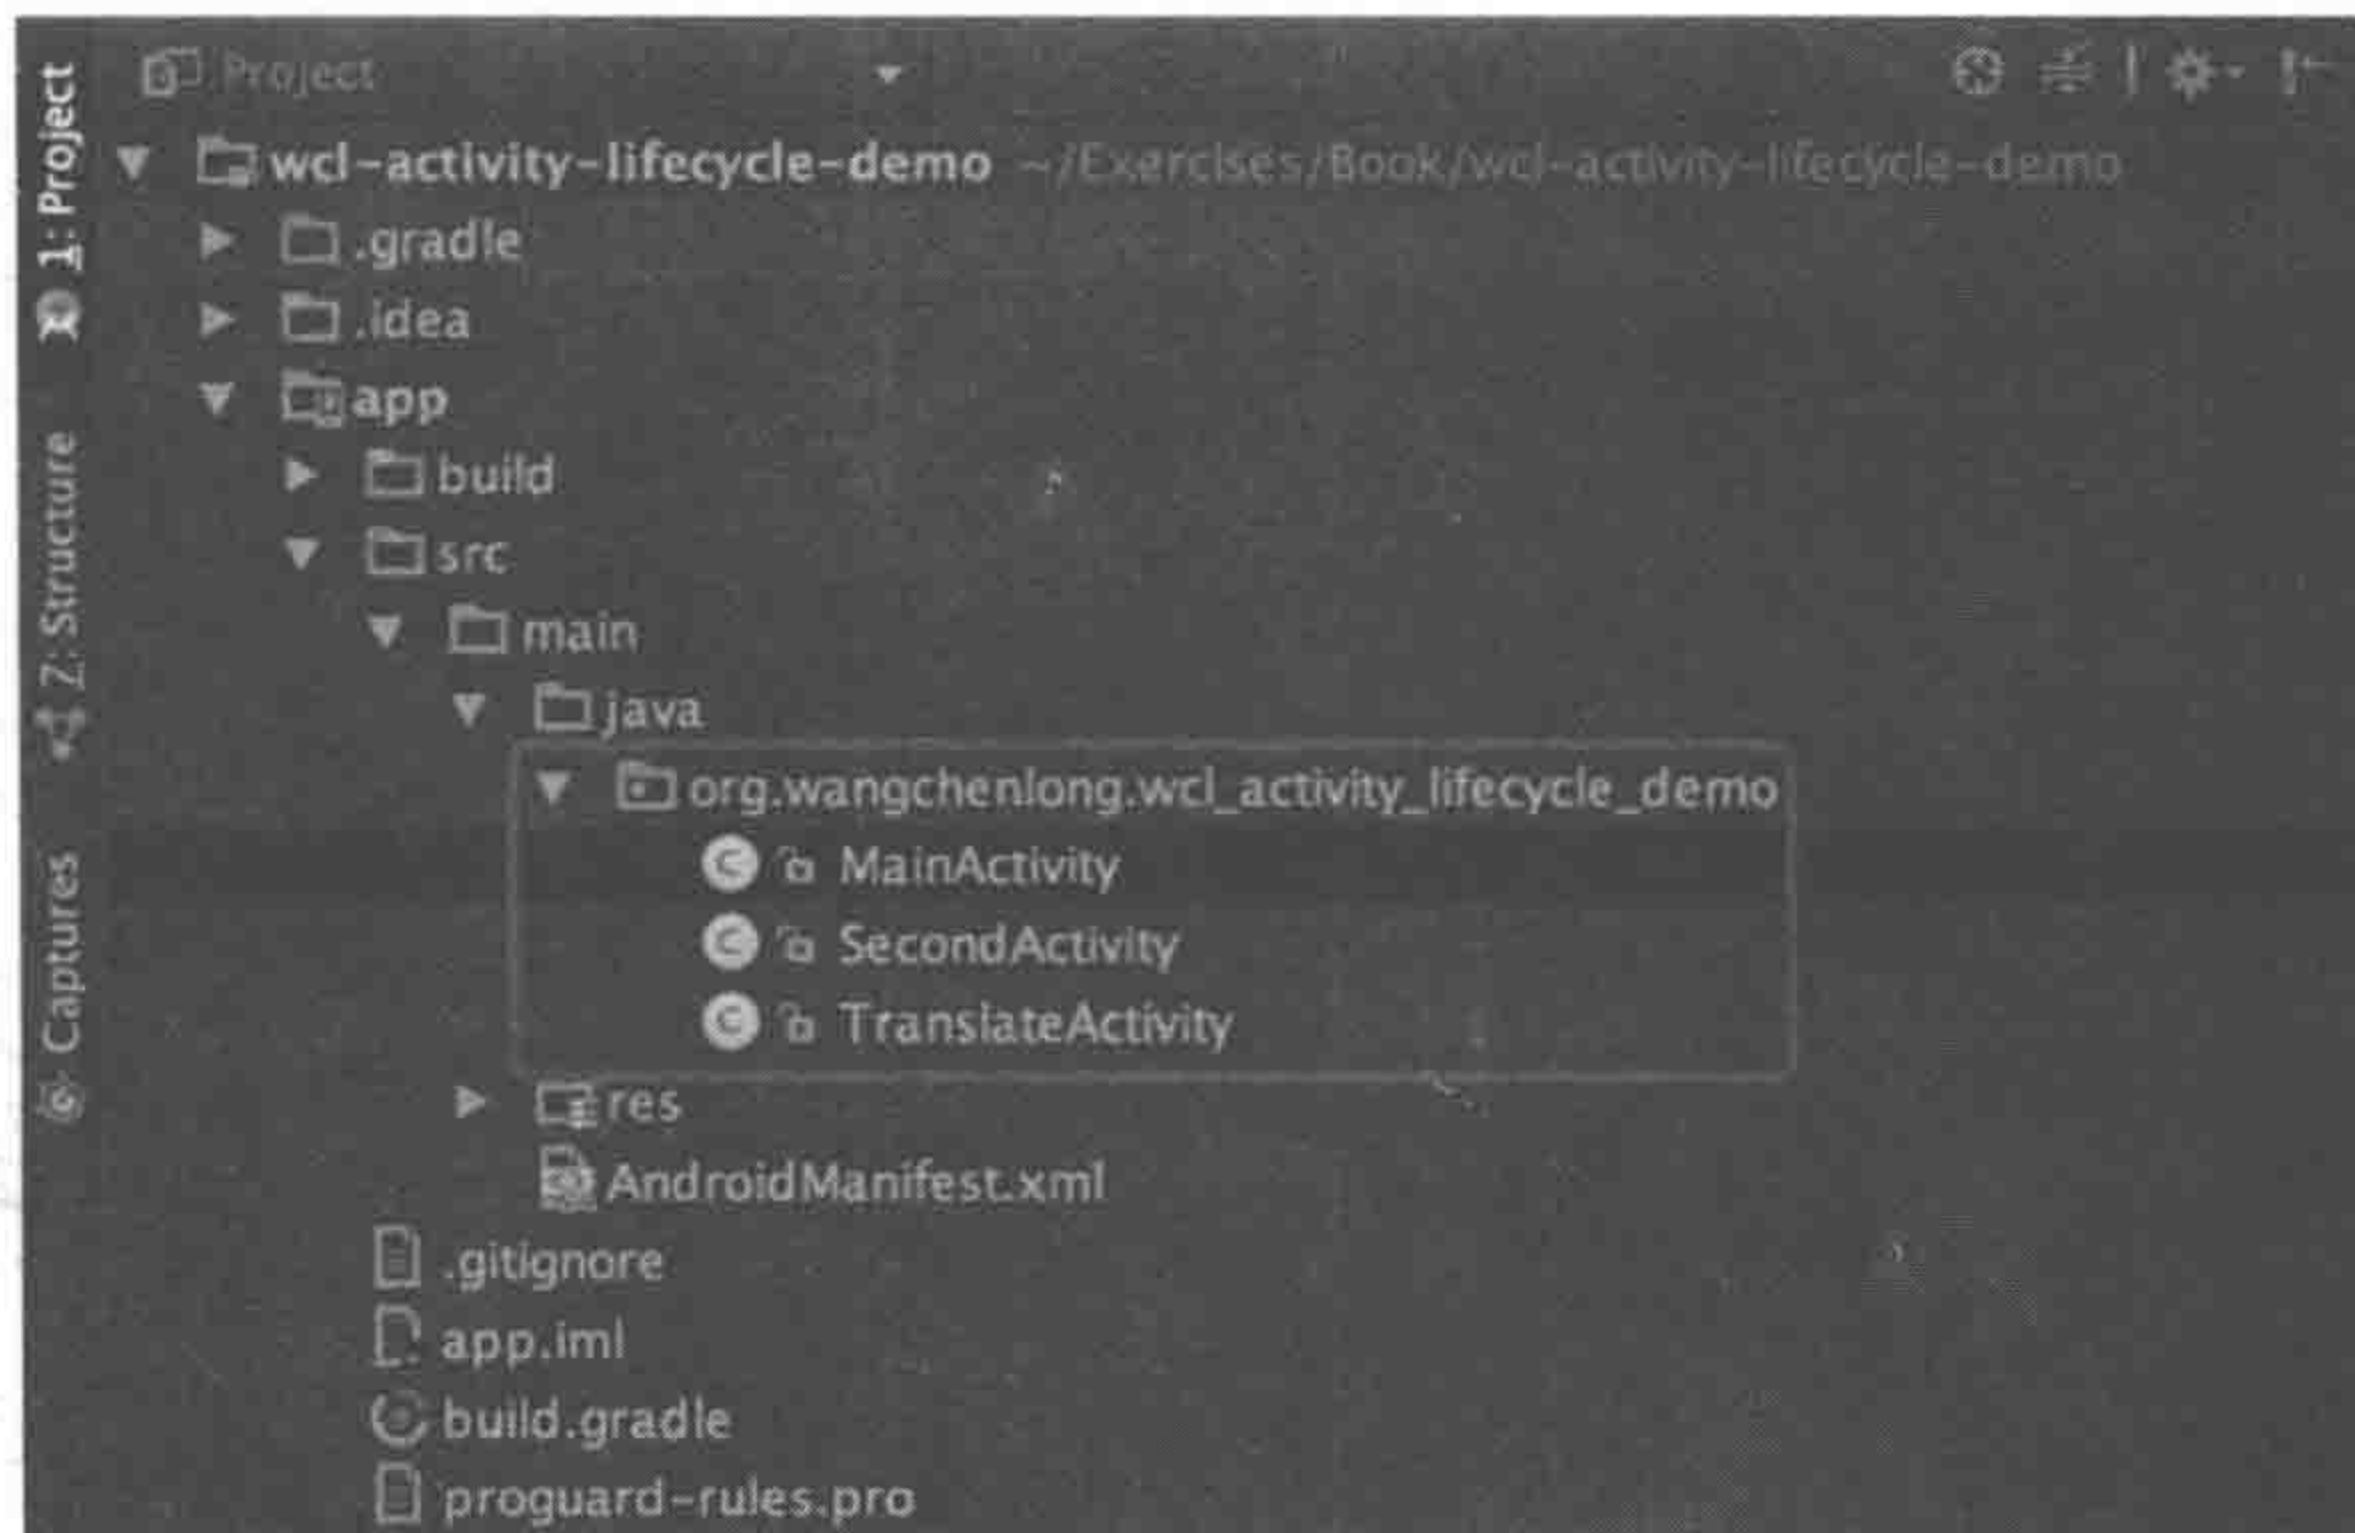 Project
wcl-activity-lifecycle-demo ~/Exercises/Book/wcl-activity-lifecycle-demo
.gradle
.idea
app
build
src
main
java
org.wangchenlong.wcl_activity_lifecycle_demo
MainActivity
SecondActivity
TranslateActivity
res
AndroidManifest.xml
.gitignore
app.iml
build.gradle
proguard-rules.pro
1: Project
Z: Structure
Captures